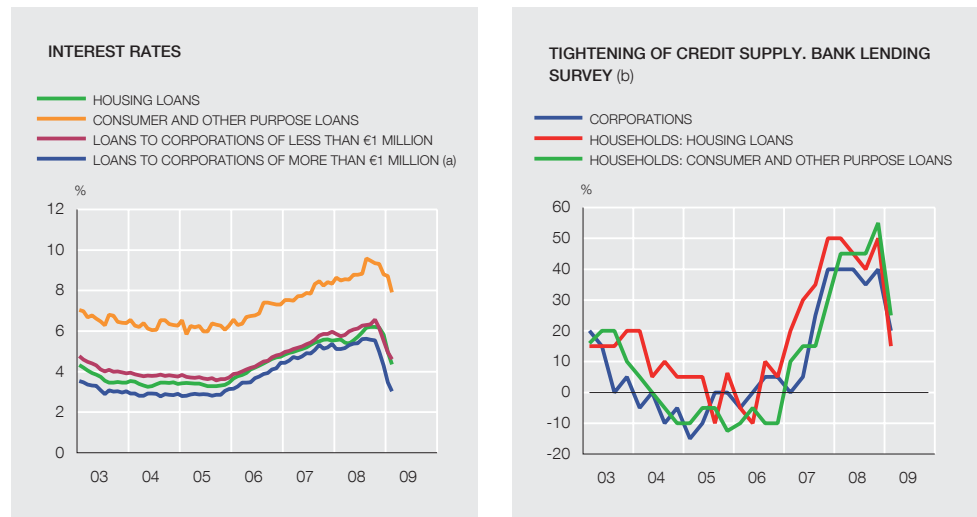 INTEREST RATES
HOUSING LOANS
CONSUMER AND OTHER PURPOSE LOANS
LOANS TO CORPORATIONS OF LESS THAN €1 MILLION
LOANS TO CORPORATIONS OF MORE THAN €1 MILLION (a)
%
12
10
8
6
4
2
0
03 04 05 06 07 08 09
TIGHTENING OF CREDIT SUPPLY. BANK LENDING
SURVEY (b)
CORPORATIONS
HOUSEHOLDS: HOUSING LOANS
HOUSEHOLDS: CONSUMER AND OTHER PURPOSE LOANS
%
60
50
40
30
20
10
0
-10
-20
03 04 05 06 07 08 09